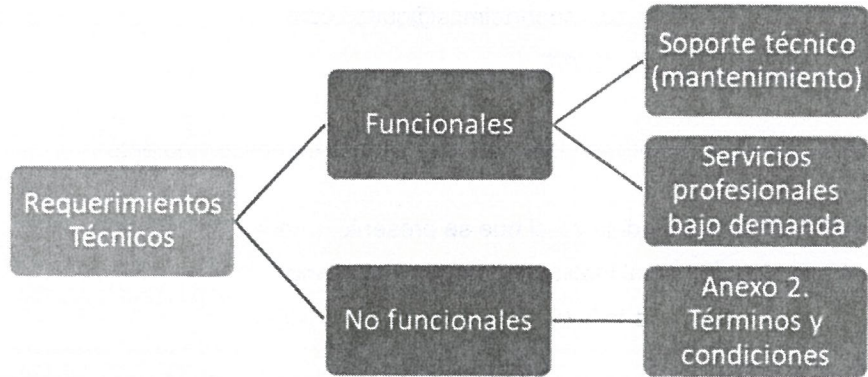 Soporte técnico
(mantenimiento)
Funcionales
Servicios
profesionales
bajo demanda
Requerimientos
Técnicos
No funcionales
Anexo 2.
Términos y
condiciones